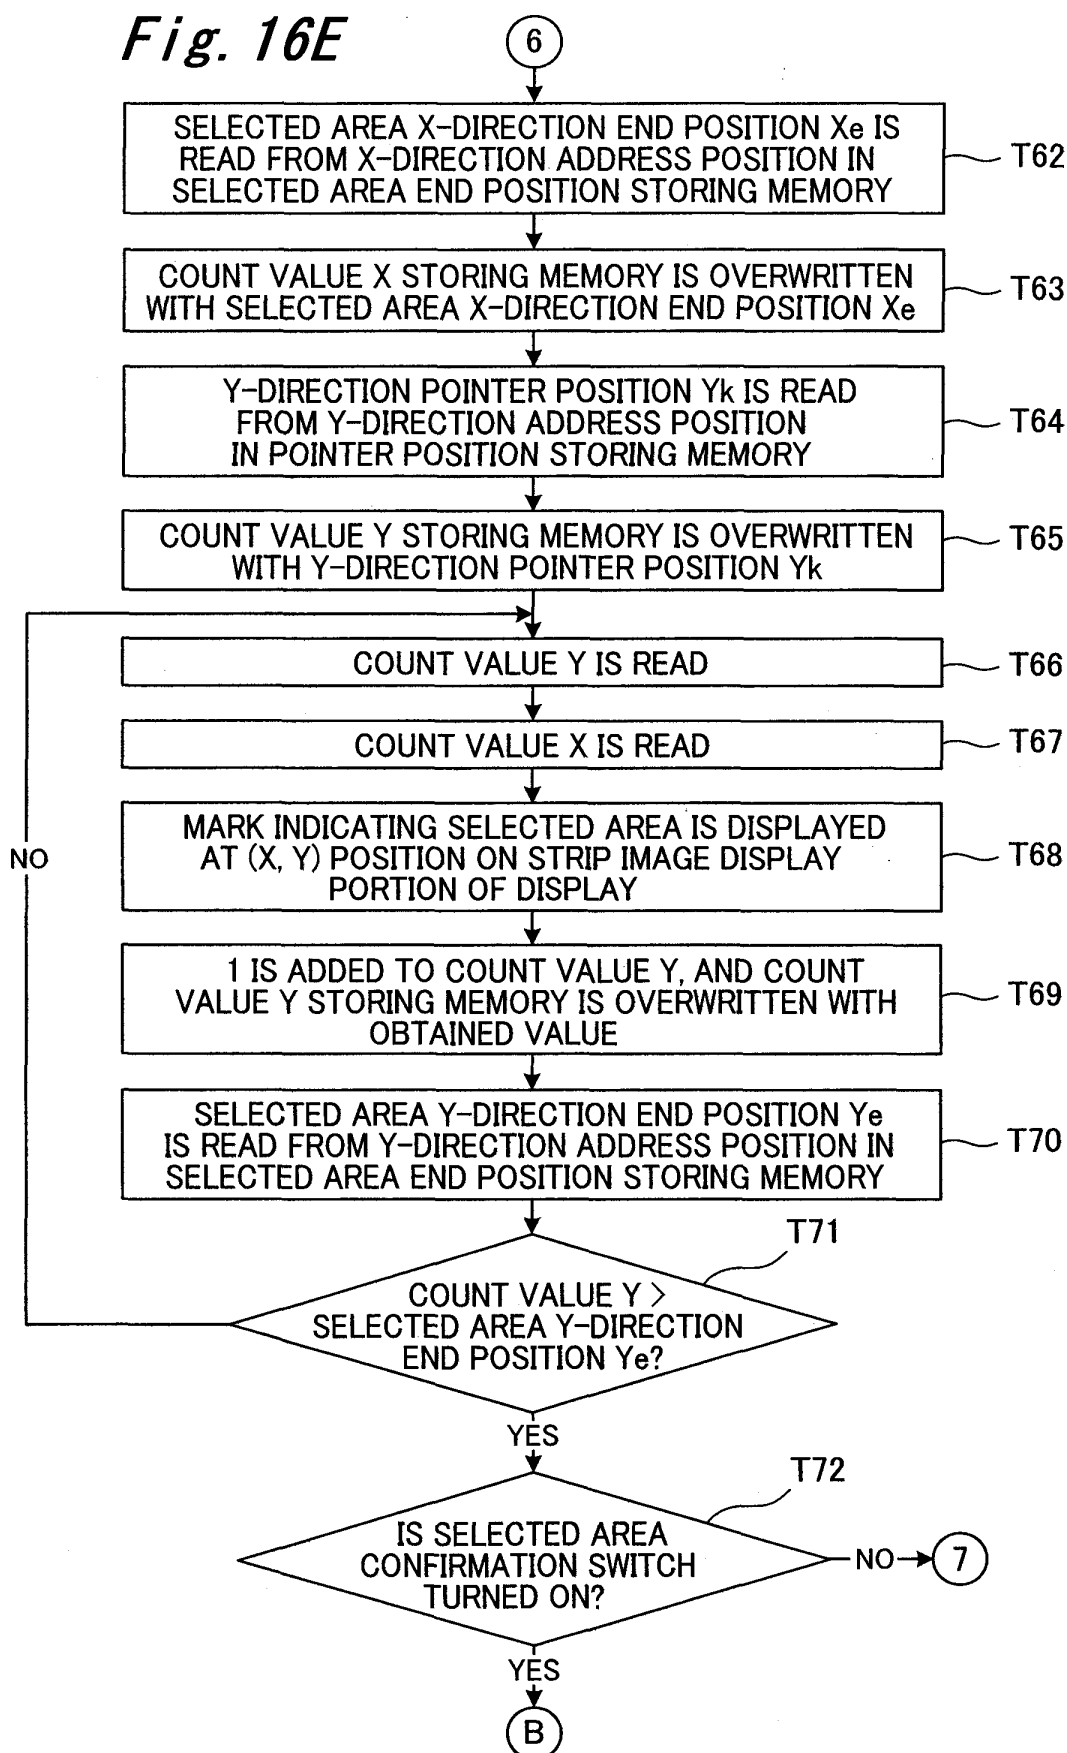 Fig. 16E
6
SELECTED AREA X-DIRECTION END POSITION Xe IS
READ FROM X-DIRECTION ADDRESS POSITION IN
SELECTED AREA END POSITION STORING MEMORY
T62
COUNT VALUE X STORING MEMORY IS OVERWRITTEN
WITH SELECTED AREA X-DIRECTION END POSITION Xe
T63
Y-DIRECTION POINTER POSITION Yk IS READ
FROM Y-DIRECTION ADDRESS POSITION
IN POINTER POSITION STORING MEMORY
T64
COUNT VALUE Y STORING MEMORY IS OVERWRITTEN
WITH Y-DIRECTION POINTER POSITION Yk
T65
COUNT VALUE Y IS READ
T66
COUNT VALUE X IS READ
T67
MARK INDICATING SELECTED AREA IS DISPLAYED
AT (X, Y) POSITION ON STRIP IMAGE DISPLAY
PORTION OF DISPLAY
T68
NO
1 IS ADDED TO COUNT VALUE Y, AND COUNT
VALUE Y STORING MEMORY IS OVERWRITTEN WITH
OBTAINED VALUE
T69
SELECTED AREA Y-DIRECTION END POSITION Ye
IS READ FROM Y-DIRECTION ADDRESS POSITION IN
SELECTED AREA END POSITION STORING MEMORY
T70
T71
COUNT VALUE Y >
SELECTED AREA Y-DIRECTION
END POSITION Ye?
YES
T72
IS SELECTED AREA
CONFIRMATION SWITCH
TURNED ON?
NO
7
YES
B